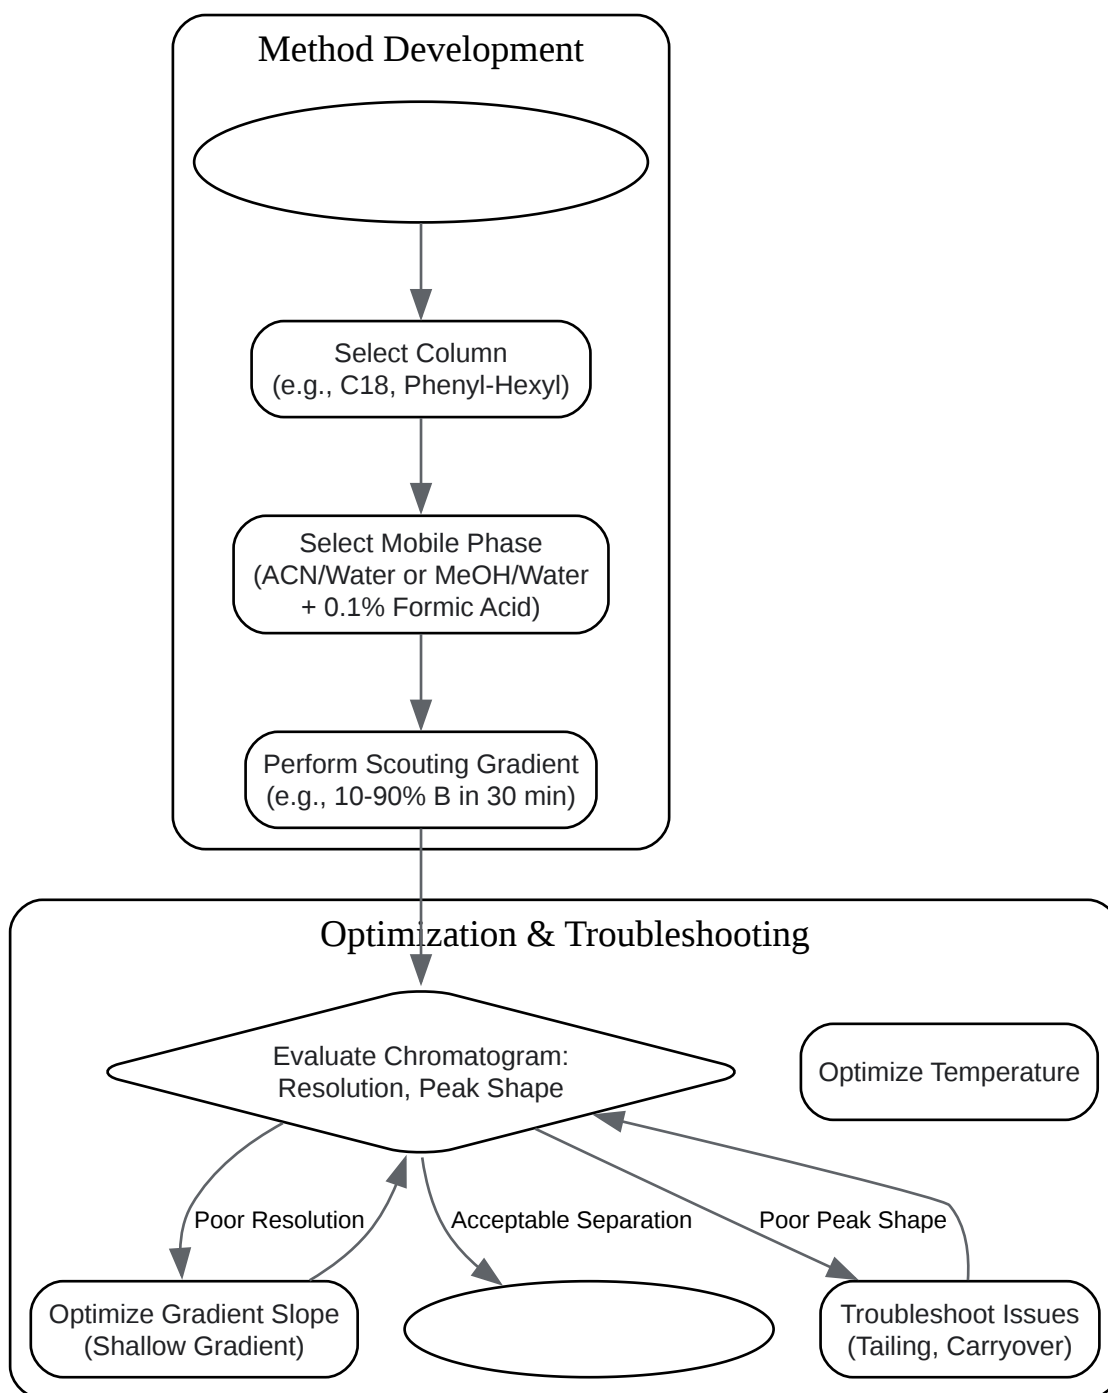 Method Development
Select Column
(e.g., C18, Phenyl-Hexyl)
Select Mobile Phase
(ACN/Water or MeOH/Water
+ 0.1% Formic Acid)
Perform Scouting Gradient
(e.g., 10-90% B in 30 min)
Optimization & Troubleshooting
Evaluate Chromatogram:
Resolution, Peak Shape
Optimize Temperature
Poor Resolution
Acceptable Separation
Poor Peak Shape
Optimize Gradient Slope
(Shallow Gradient)
Troubleshoot Issues
(Tailing, Carryover)